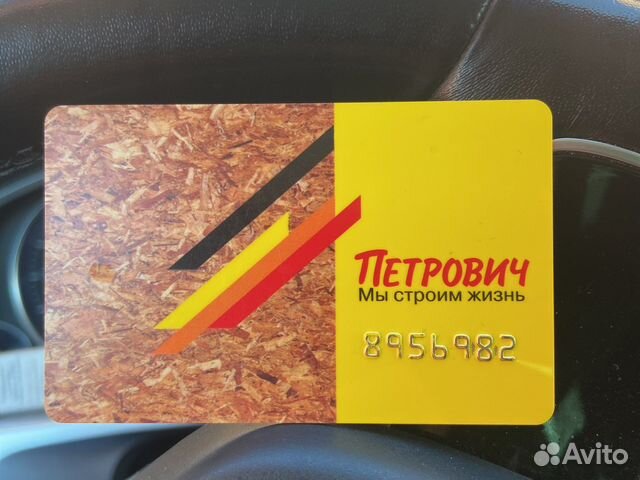 ПЕТРОВИЧ
Мы строим жизнь
8956982
Avito